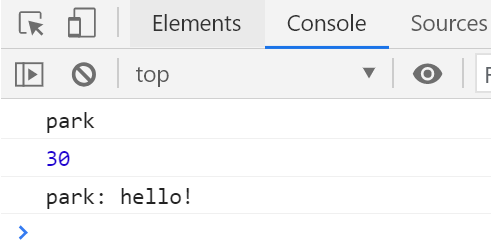 Elements Console Sources
top
park
30
park: hello!